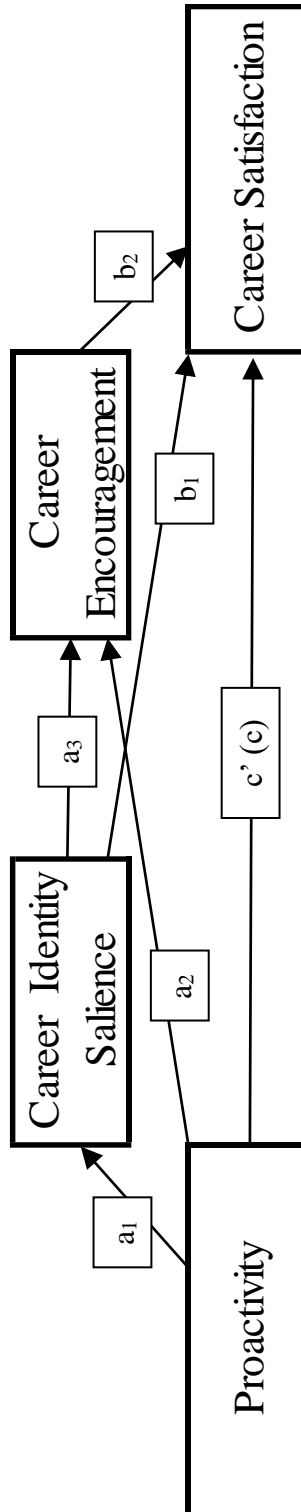 Career Identity
Salience
Career
Encouragement
a1
a3
b2
a2
b1
Proactivity
c’ (c)
Career Satisfaction